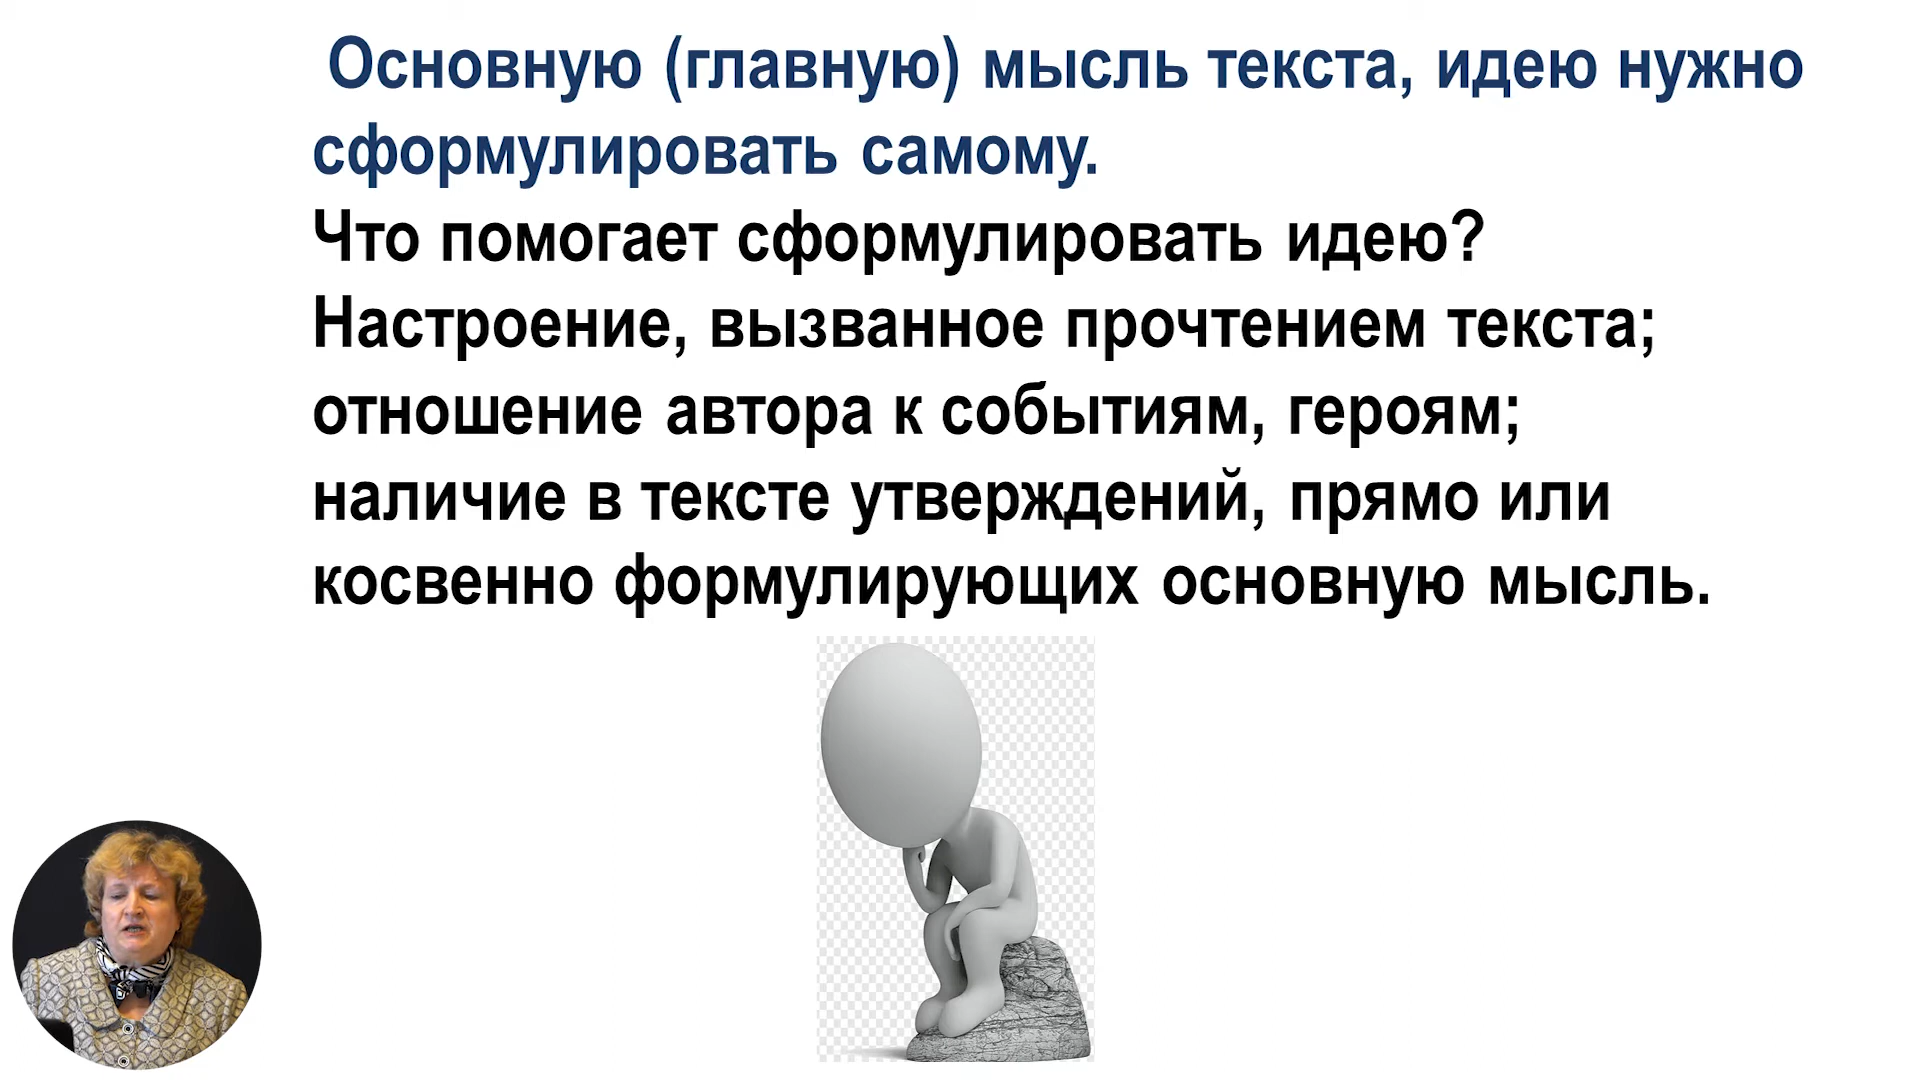 Основную (главную) мысль текста, идею нужно
сформулировать самому.
Что помогает сформулировать идею?
Настроение, вызванное прочтением текста;
отношение автора к событиям, героям;
наличие в тексте утверждений, прямо или
косвенно формулирующих основную мысль.